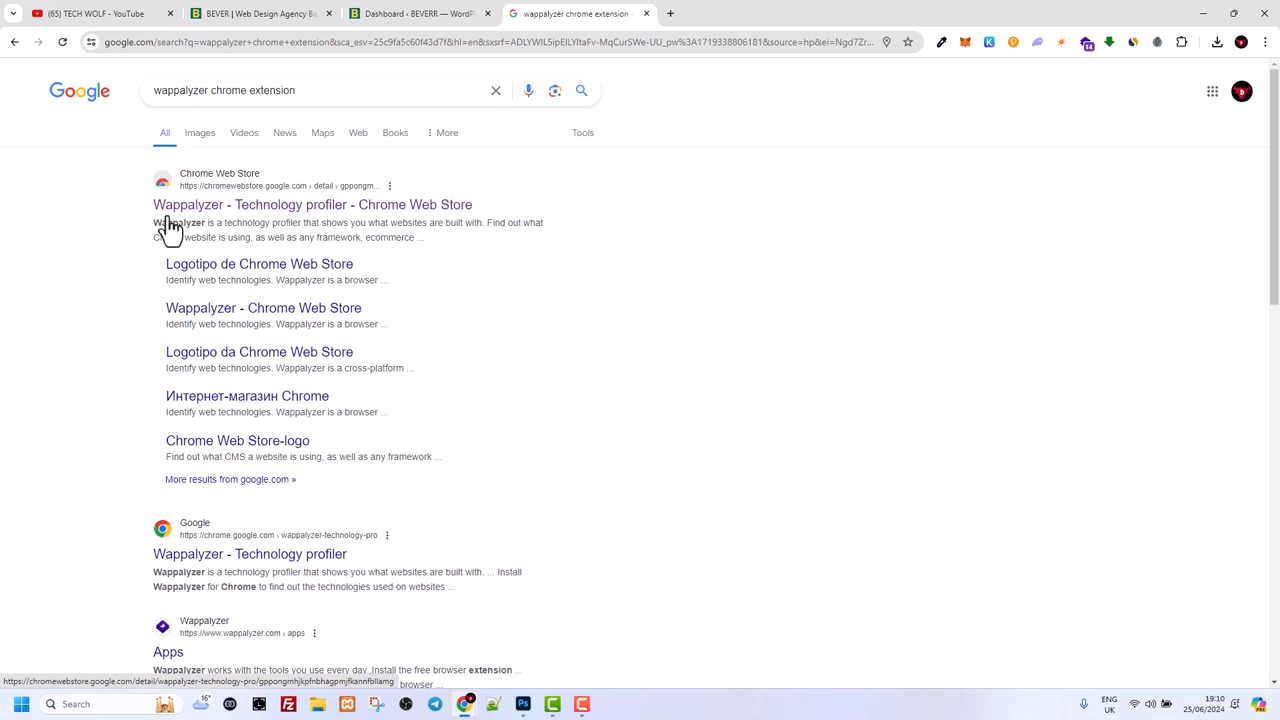 (65) TECH WOLF - YouTube
BEVER | Web Design Agency Ba
Dashboard ‹ BEVERR — WordP
wappalyzer chrome extension -
google.com/search?q=wappalyzer+chrome+extension&sca_esv=25c9fa5c60f43d7f&hl=en&sxsrf=ADLYWIL5ipEILYltaFv-MqCurSWe-UU_pw%3A1719338806181&source=hp&ei=Ngd7Zr...
14
Google
wappalyzer chrome extension
All Images Videos News Maps Web Books More Tools
Chrome Web Store
https://chromewebstore.google.com › detail › gppongm...
Wappalyzer - Technology profiler - Chrome Web Store
Wappalyzer is a technology profiler that shows you what websites are built with. Find out what
website is using, as well as any framework, ecommerce ...
Logotipo de Chrome Web Store
Identify web technologies. Wappalyzer is a browser ...
Wappalyzer - Chrome Web Store
Identify web technologies. Wappalyzer is a browser ...
Logotipo da Chrome Web Store
Wappalyzer is a cross-platform ...
Интернет-магазин Chrome
Identify web technologies. Wappalyzer is a browser ...
Chrome Web Store-logo
Find out what CMS a website is using, as well as any framework ...
More results from google.com »
Google
https://chrome.google.com › wappalyzer-technology-pro
Wappalyzer - Technology profiler
Wappalyzer is a technology profiler that shows you what websites are built with. ... Install
Wappalyzer for Chrome to find out the technologies used on websites ...
Wappalyzer
https://www.wappalyzer.com › apps
Apps
Wappalyzer works with the tools you use every day. Install the free browser extension ...
browser ...
https://chromewebstore.google.com/detail/wappalyzer-technology-pro/gppongmhjkpfnbhagpmjfkannfbllamg
Search
16°
ENG
UK
19:10
25/06/2024